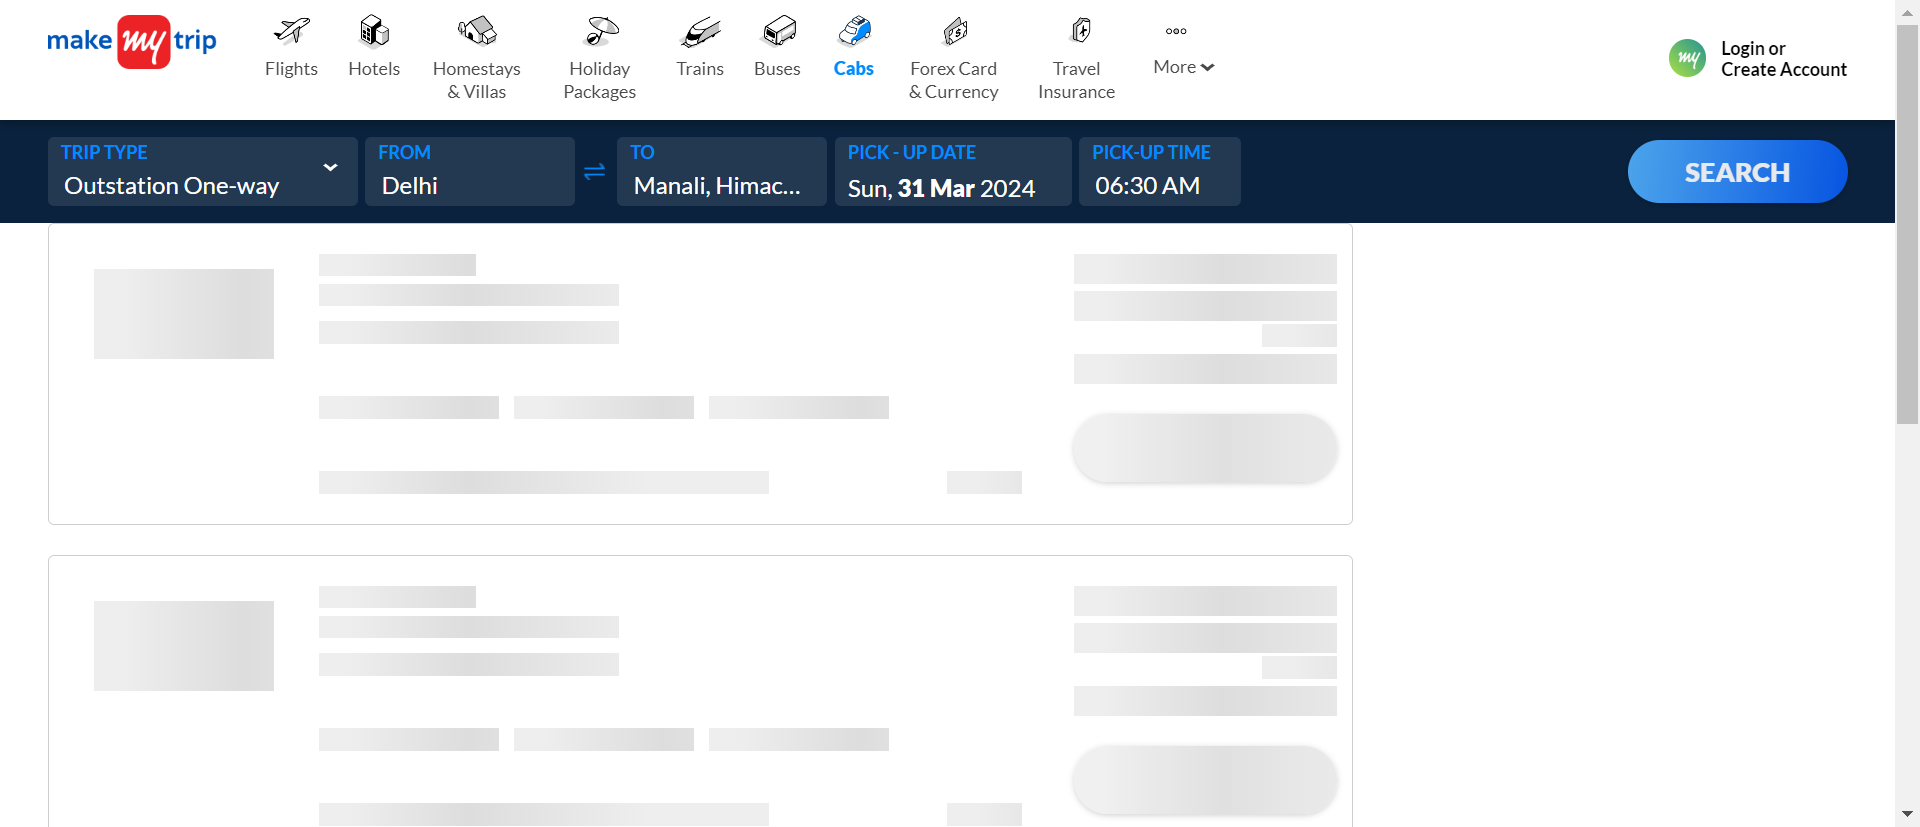 make my trip
Flights
Hotels
Homestays
& Villas
Holiday
Packages
Trains
Buses
Cabs
Forex Card
& Currency
Travel
Insurance
More
my
Login or
Create Account
TRIP TYPE
Outstation One-way
FROM
Delhi
TO
Manali, Himac...
PICK - UP DATE
Sun, 31 Mar 2024
PICK-UP TIME
06:30 AM
SEARCH